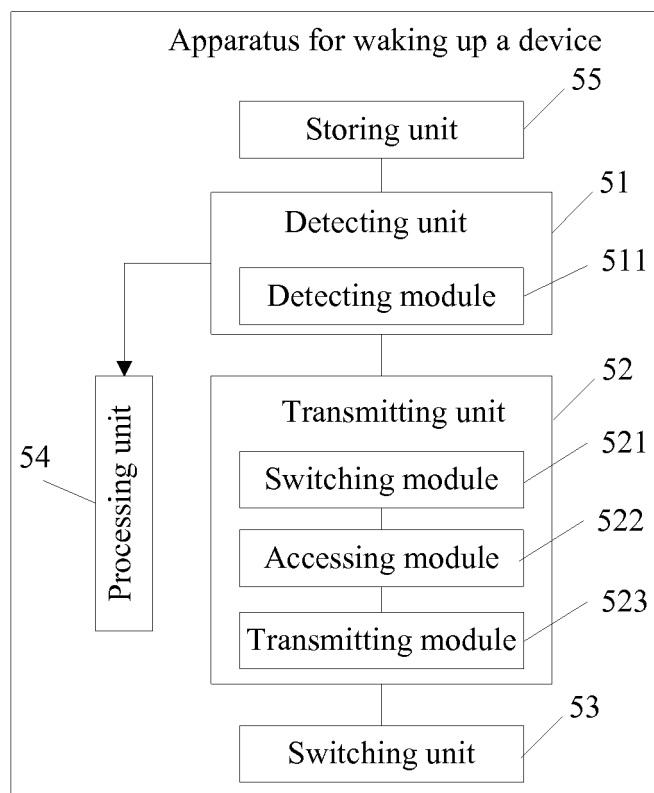 Apparatus for waking up a device
55
Storing unit
51
Detecting unit
511
Detecting module
52
Transmitting unit
54
Processing unit
521
Switching module
522
Accessing module
523
Transmitting module
53
Switching unit